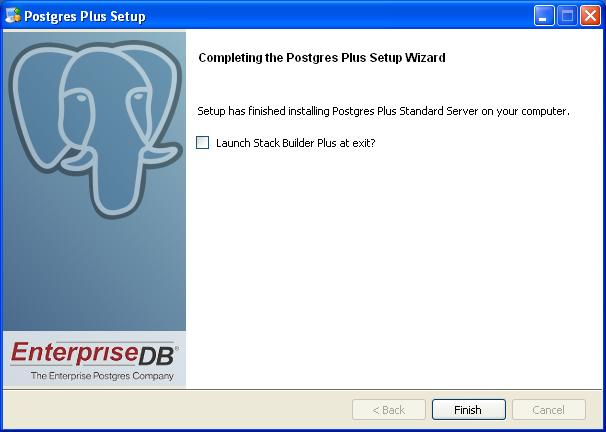 Postgres Plus Setup
Completing the Postgres Plus Setup Wizard
Setup has finished installing Postgres Plus Standard Server on your computer.
Launch Stack Builder Plus at exit?
EnterpriseDB®
The Enterprise Postgres Company
< Back
Finish
Cancel